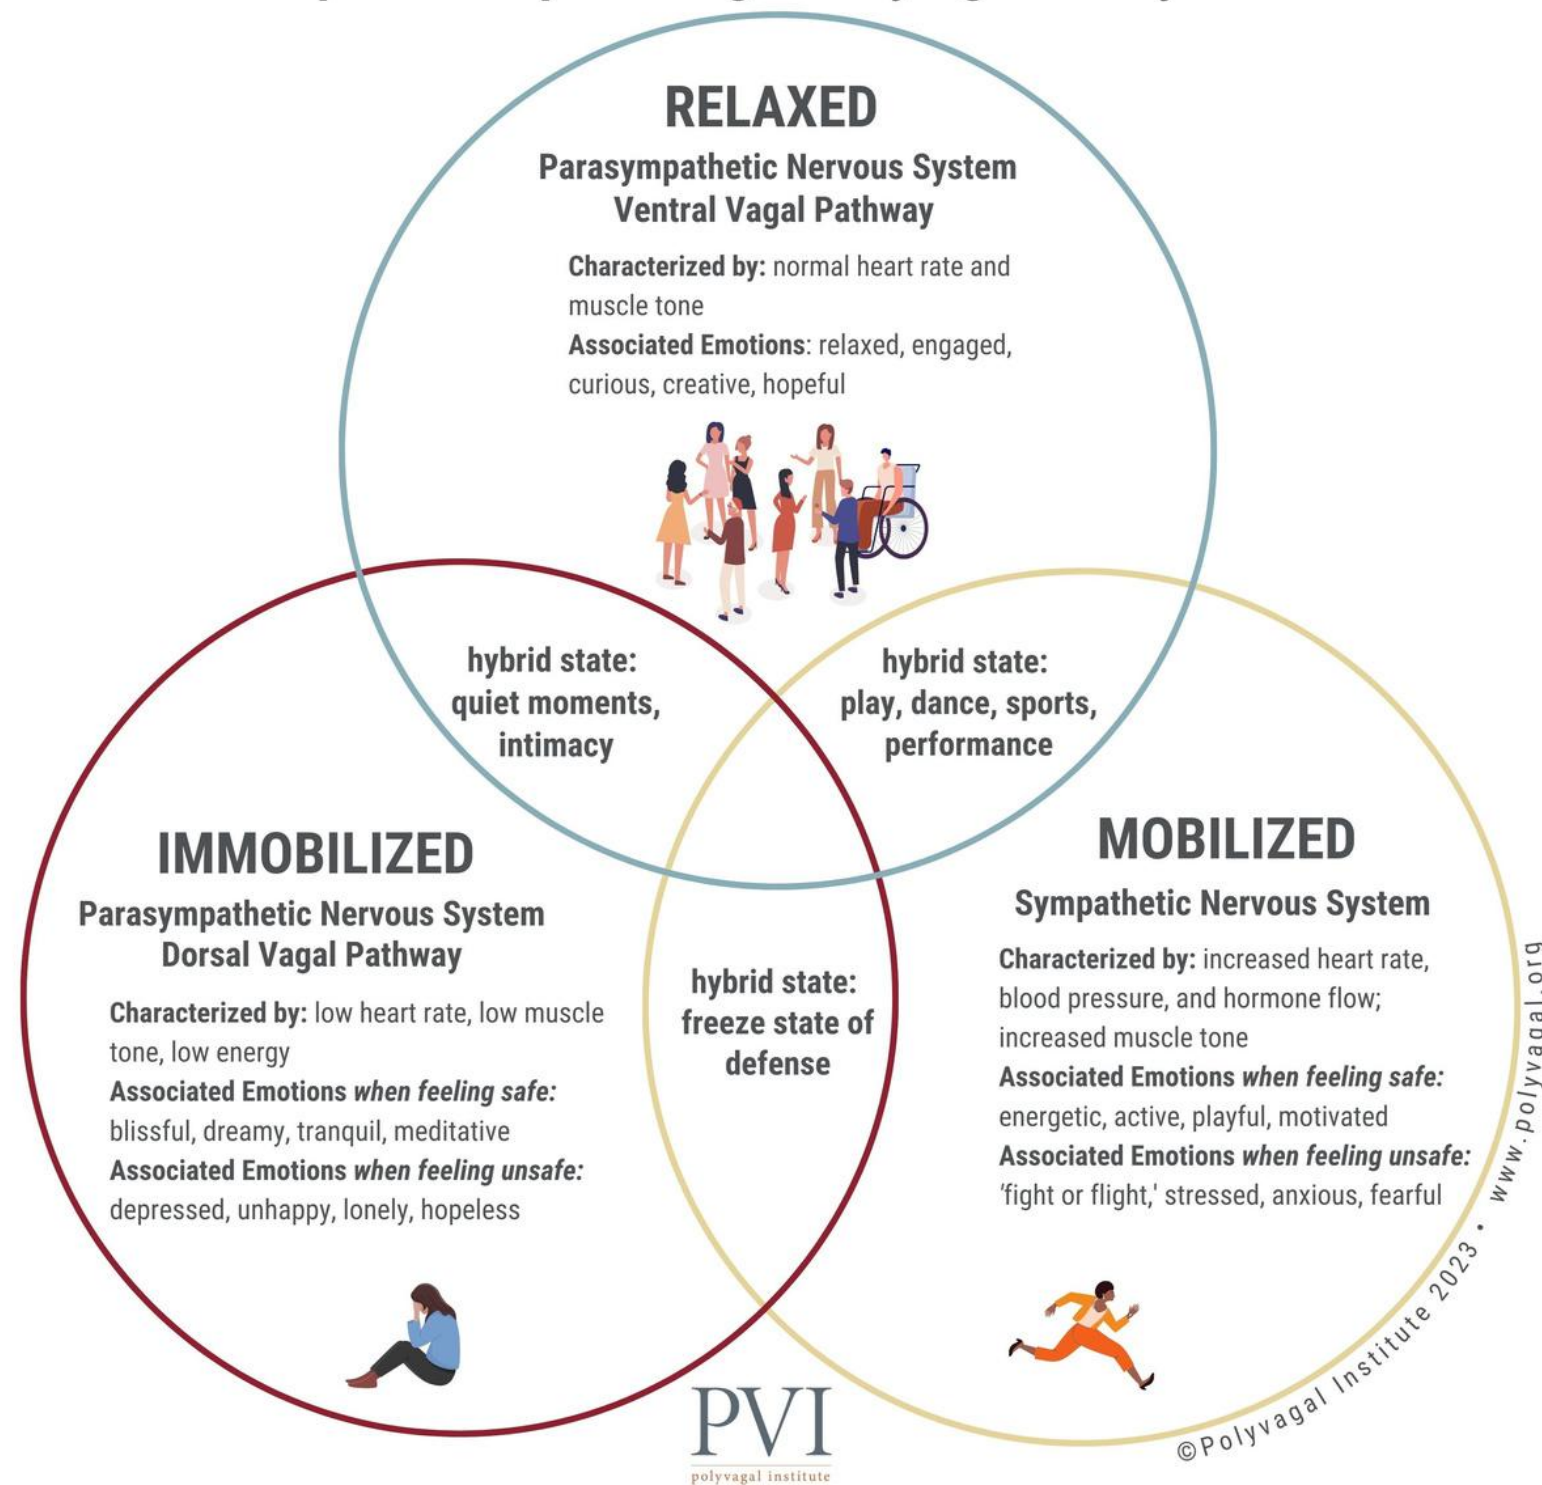 RELAXED
Parasympathetic Nervous System
Ventral Vagal Pathway
Characterized by: normal heart rate and
muscle tone
Associated Emotions: relaxed, engaged,
curious, creative, hopeful
hybrid state:
quiet moments,
intimacy
hybrid state:
play, dance, sports,
performance
IMMOBILIZED
Parasympathetic Nervous System
Dorsal Vagal Pathway
Characterized by: low heart rate, low muscle
tone, low energy
Associated Emotions when feeling safe:
blissful, dreamy, tranquil, meditative
Associated Emotions when feeling unsafe:
depressed, unhappy, lonely, hopeless
hybrid state:
freeze state of
defense
MOBILIZED
Sympathetic Nervous System
Characterized by: increased heart rate,
blood pressure, and hormone flow;
increased muscle tone
Associated Emotions when feeling safe:
energetic, active, playful, motivated
Associated Emotions when feeling unsafe:
'fight or flight,' stressed, anxious, fearful
PVI
polyvagal institute
©Polyvagal Institute 2023 • www.polyvagal.org